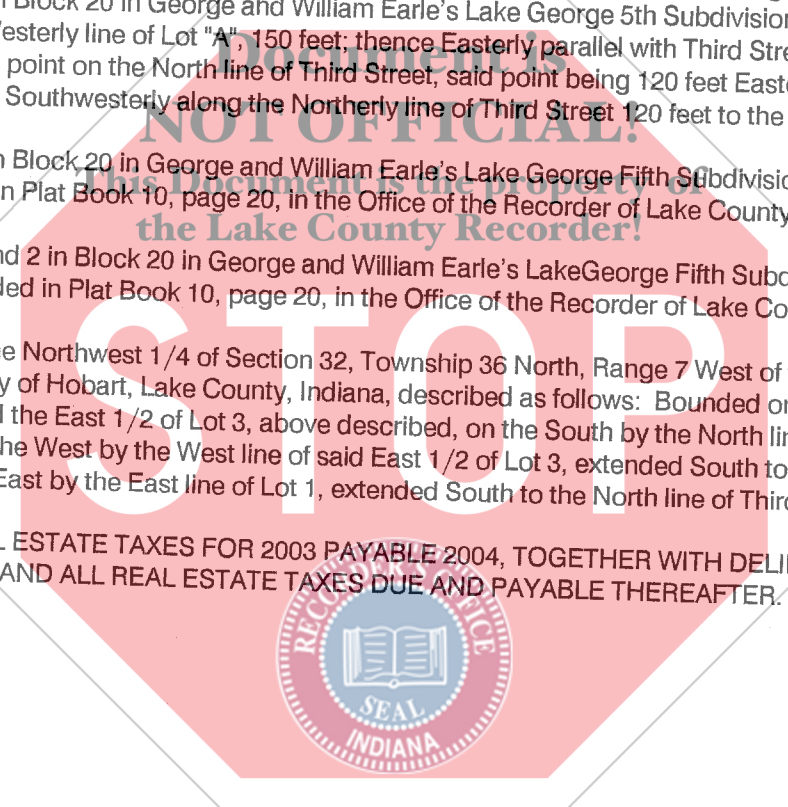 Block 20 in George and William Earle's Lake George 5th Subdivision
esterly line of Lot "A", 150 feet; thence Easterly parallel with Third Stre
point on the North line of Third Street, said point being 120 feet Easte
Southwesterly along the Northerly line of Third Street 120 feet to the
Block 20 in George and William Earle's Lake George Fifth Subdivisio
n Plat Book 10, page 20, in the Office of the Recorder of Lake County
nd 2 in Block 20 in George and William Earle's LakeGeorge Fifth Subd
ded in Plat Book 10, page 20, in the Office of the Recorder of Lake Co
e Northwest 1/4 of Section 32, Township 36 North, Range 7 West of
y of Hobart, Lake County, Indiana, described as follows: Bounded on
the East 1/2 of Lot 3, above described, on the South by the North lin
he West by the West line of said East 1/2 of Lot 3, extended South to
East by the East line of Lot 1, extended South to the North line of Third
L ESTATE TAXES FOR 2003 PAYABLE 2004, TOGETHER WITH DELI
AND ALL REAL ESTATE TAXES DUE AND PAYABLE THEREAFTER.
Document is
NOT OFFICIAL!
This Document is the property of
the Lake County Recorder!
STOP
RECORDER'S OFFICE
SEAL
INDIANA